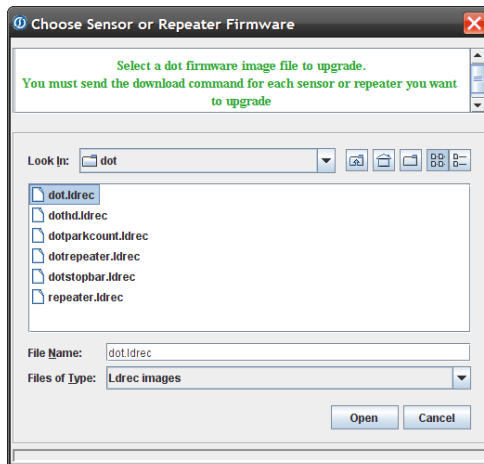 Choose Sensor or Repeater Firmware
Select a dot firmware image file to upgrade.
You must send the download command for each sensor or repeater you want
to upgrade
Look In: dot
dot.ldrec
dothd.ldrec
dotparkcount.ldrec
dotrepeater.ldrec
dotstopbar.ldrec
repeater.ldrec
File Name: dot.ldrec
Files of Type: Ldrec images
Open Cancel